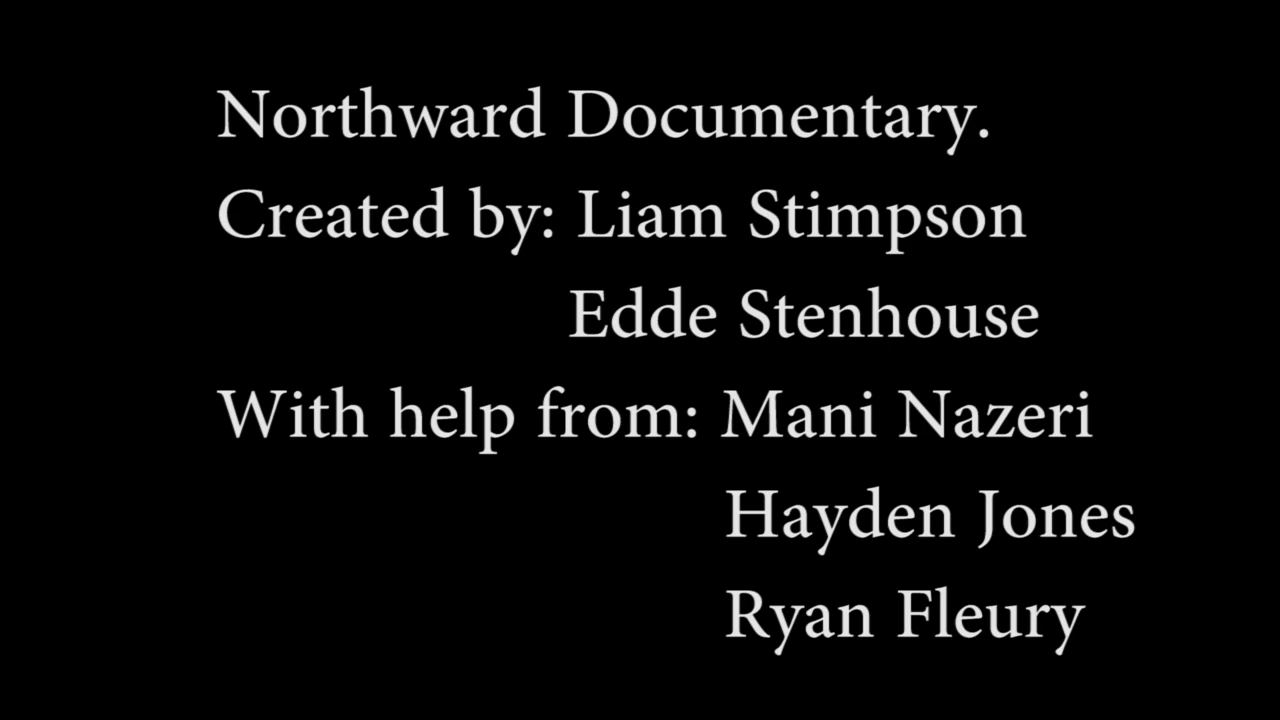 Northward Documentary.
Created by: Liam Stimpson
Edde Stenhouse
With help from: Mani Nazeri
Hayden Jones
Ryan Fleury